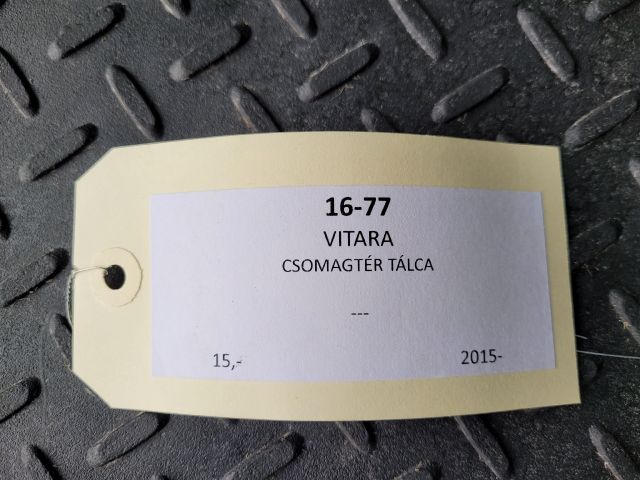 16-77
VITARA
CSOMAGTÉR TÁLCA
---
15,- 2015-